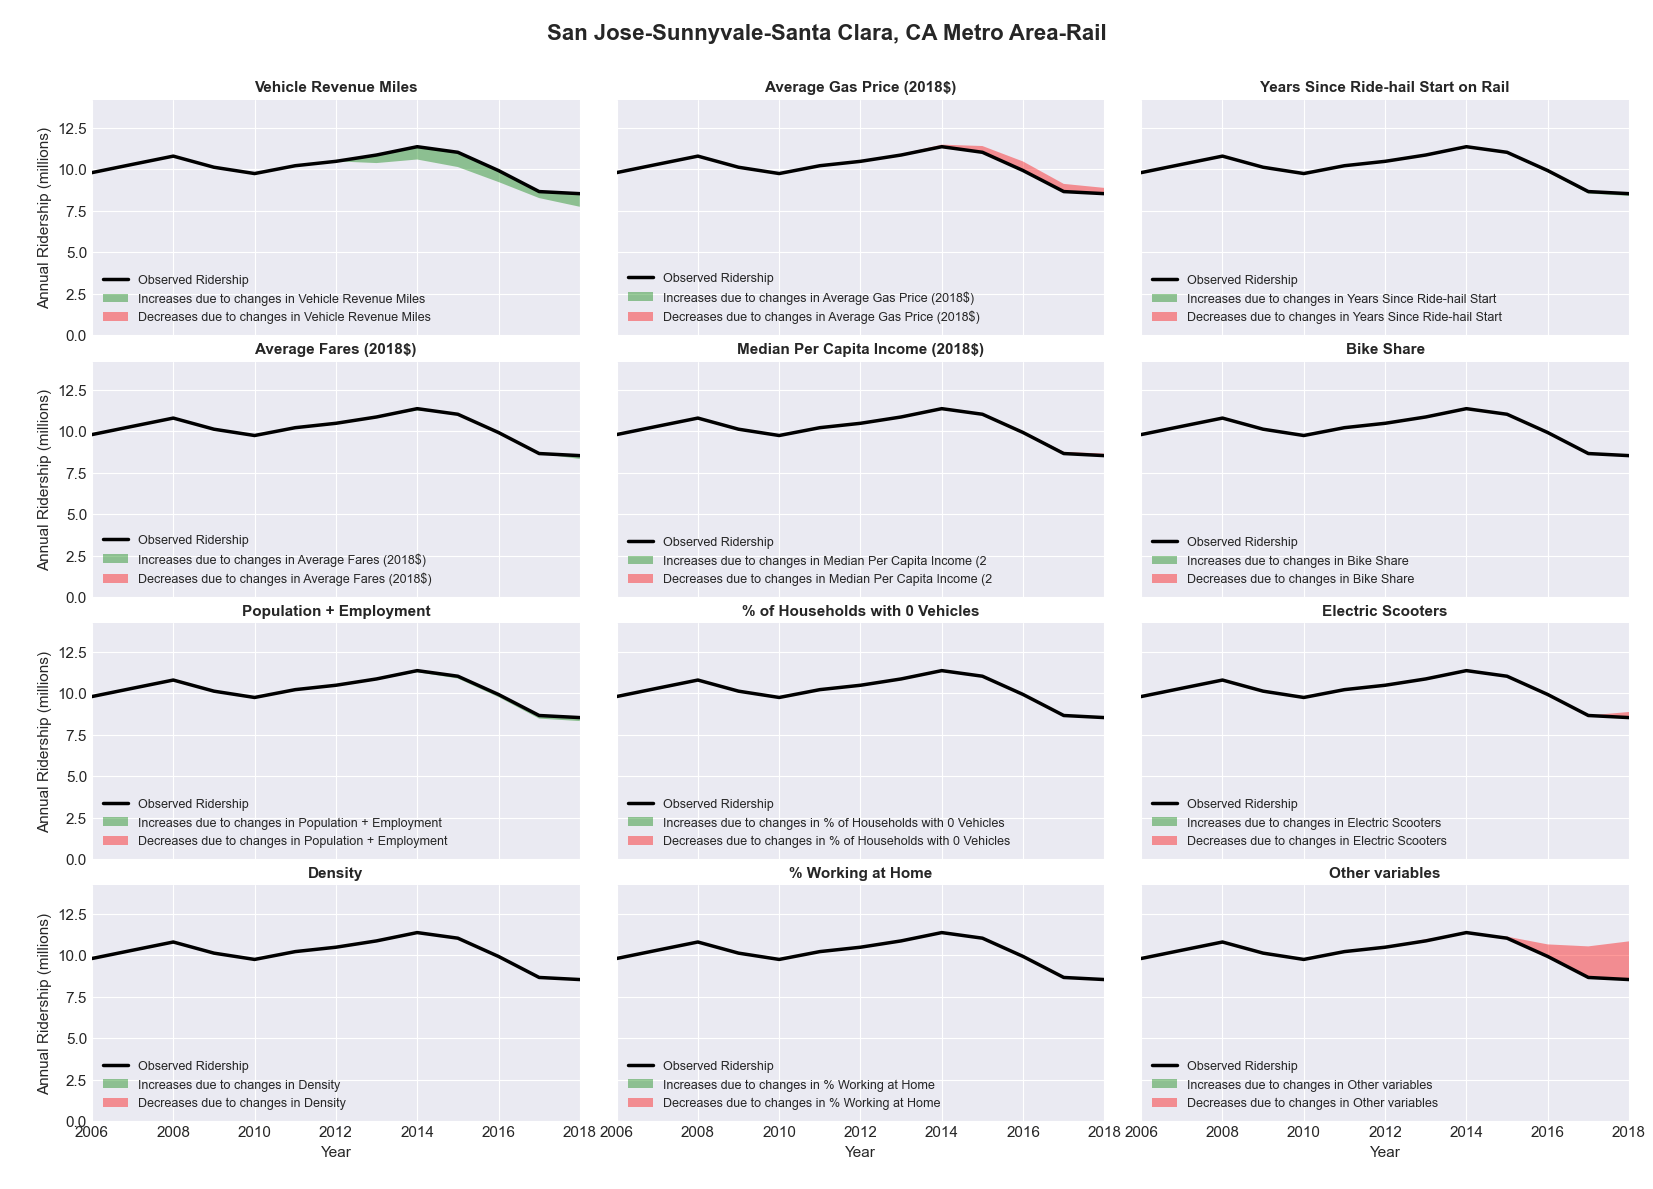 San Jose-Sunnyvale-Santa Clara, CA Metro Area-Rail
Vehicle Revenue Miles
Annual Ridership (millions)
12.5
10.0
7.5
5.0
2.5
0.0
Observed Ridership
Increases due to changes in Vehicle Revenue Miles
Decreases due to changes in Vehicle Revenue Miles
Average Gas Price (2018$)
Observed Ridership
Increases due to changes in Average Gas Price (2018$)
Decreases due to changes in Average Gas Price (2018$)
Years Since Ride-hail Start on Rail
Observed Ridership
Increases due to changes in Years Since Ride-hail Start
Decreases due to changes in Years Since Ride-hail Start
Average Fares (2018$)
Annual Ridership (millions)
12.5
10.0
7.5
5.0
2.5
0.0
Observed Ridership
Increases due to changes in Average Fares (2018$)
Decreases due to changes in Average Fares (2018$)
Median Per Capita Income (2018$)
Observed Ridership
Increases due to changes in Median Per Capita Income (2
Decreases due to changes in Median Per Capita Income (2
Bike Share
Observed Ridership
Increases due to changes in Bike Share
Decreases due to changes in Bike Share
Population + Employment
Annual Ridership (millions)
12.5
10.0
7.5
5.0
2.5
0.0
Observed Ridership
Increases due to changes in Population + Employment
Decreases due to changes in Population + Employment
% of Households with 0 Vehicles
Observed Ridership
Increases due to changes in % of Households with 0 Vehicles
Decreases due to changes in % of Households with 0 Vehicles
Electric Scooters
Observed Ridership
Increases due to changes in Electric Scooters
Decreases due to changes in Electric Scooters
Density
Annual Ridership (millions)
12.5
10.0
7.5
5.0
2.5
0.0
Observed Ridership
Increases due to changes in Density
Decreases due to changes in Density
2006 2008 2010 2012 2014 2016 2018
Year
% Working at Home
Observed Ridership
Increases due to changes in % Working at Home
Decreases due to changes in % Working at Home
2006 2008 2010 2012 2014 2016 2018
Year
Other variables
Observed Ridership
Increases due to changes in Other variables
Decreases due to changes in Other variables
2006 2008 2010 2012 2014 2016 2018
Year